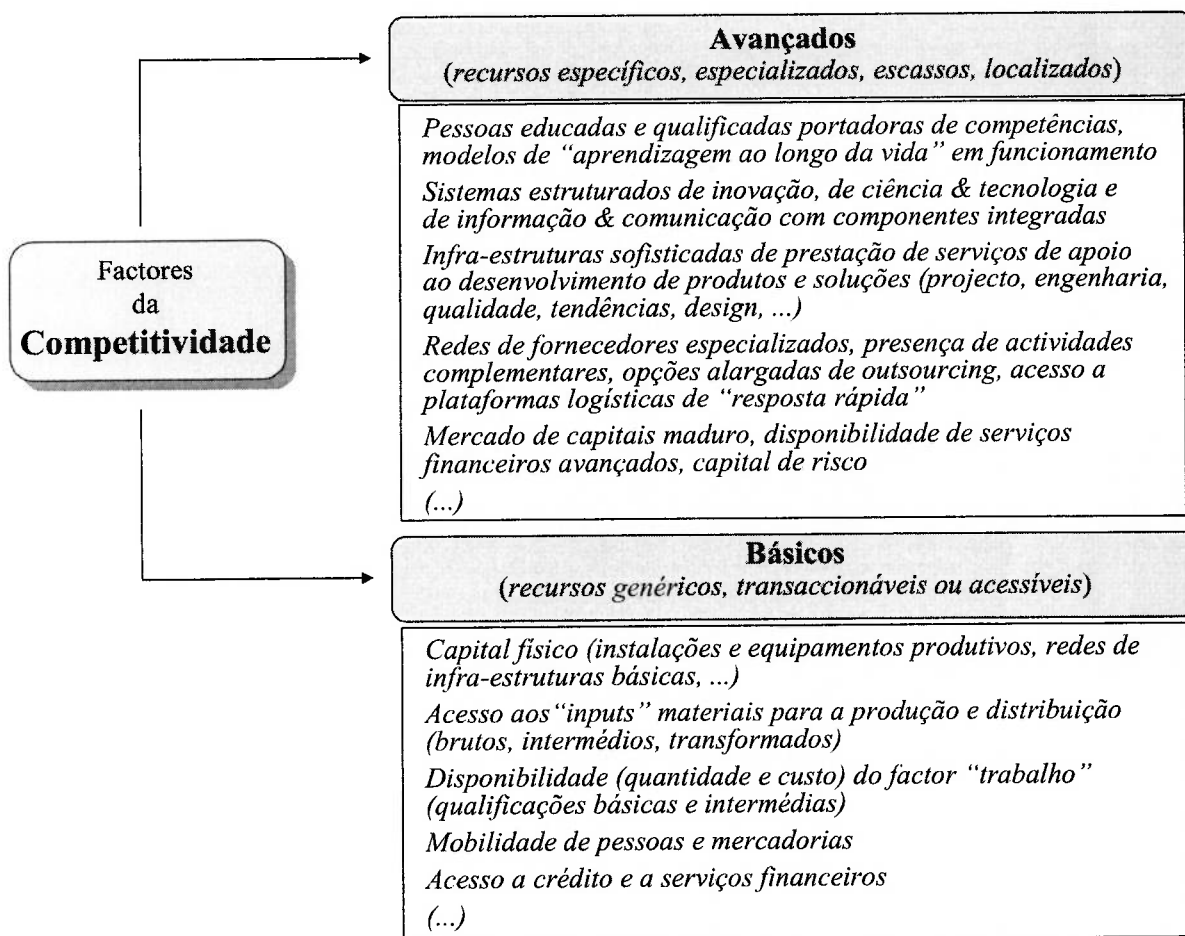 Avançados
(recursos específicos, especializados, escassos, localizados)
Pessoas educadas e qualificadas portadoras de competências,
modelos de “aprendizagem ao longo da vida” em funcionamento
Sistemas estruturados de inovação, de ciência & tecnologia e
de informação & comunicação com componentes integradas
Infra-estruturas sofisticadas de prestação de serviços de apoio
ao desenvolvimento de produtos e soluções (projecto, engenharia,
qualidade, tendências, design, ...)
Redes de fornecedores especializados, presença de actividades
complementares, opções alargadas de outsourcing, acesso a
plataformas logísticas de “resposta rápida”
Mercado de capitais maduro, disponibilidade de serviços
financeiros avançados, capital de risco
(...)
Factores
da
Competitividade
Básicos
(recursos genéricos, transaccionáveis ou acessíveis)
Capital físico (instalações e equipamentos produtivos, redes de
infra-estruturas básicas, ...)
Acesso aos “inputs” materiais para a produção e distribuição
(brutos, intermédios, transformados)
Disponibilidade (quantidade e custo) do factor “trabalho”
(qualificações básicas e intermédias)
Mobilidade de pessoas e mercadorias
Acesso a crédito e a serviços financeiros
(...)